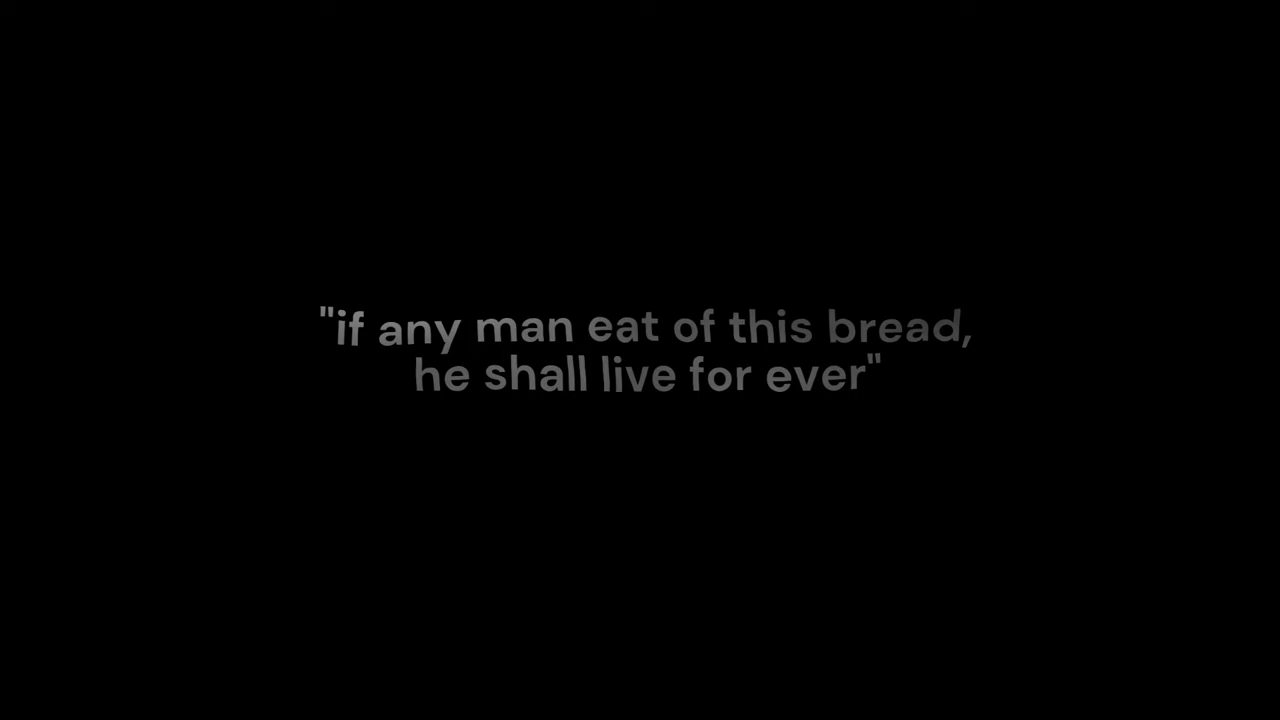 "if any man eat of this bread,
he shall live for ever"